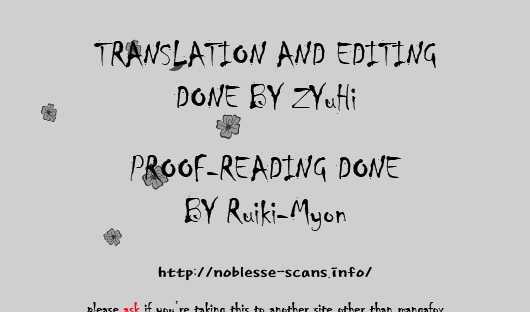 TRANSLATION AND EDITING
DONE BY ZYuHi
PROOF-READING DONE
BY Ruiki-Myon
http://noblesse-scans.info/
please ask if you're taking this to another site other than mangafox